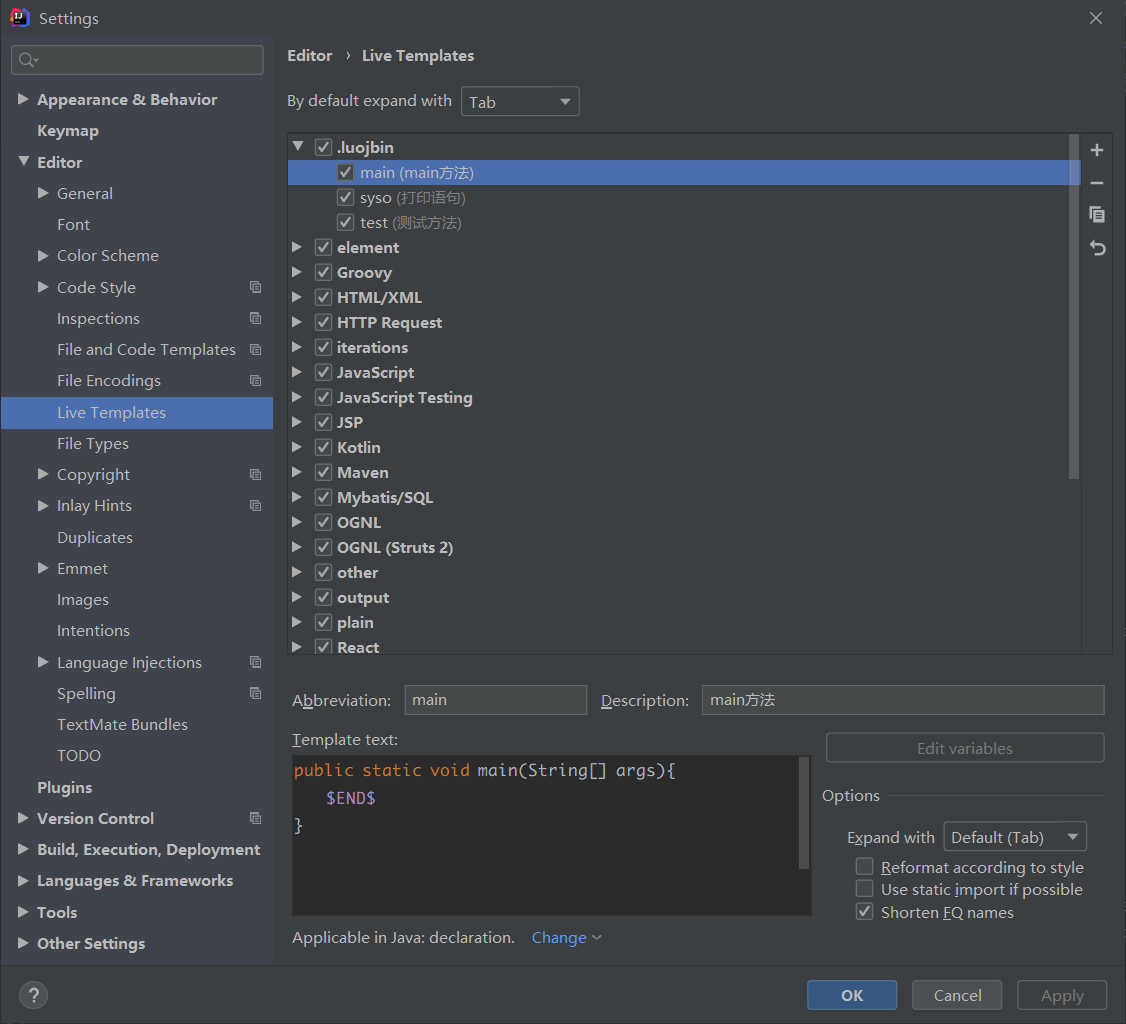 Settings
Appearance & Behavior
Keymap
Editor
General
Font
Color Scheme
Code Style
Inspections
File and Code Templates
File Encodings
Live Templates
File Types
Copyright
Inlay Hints
Duplicates
Emmet
Images
Intentions
Language Injections
Spelling
TextMate Bundles
TODO
Plugins
Version Control
Build, Execution, Deployment
Languages & Frameworks
Tools
Other Settings
Editor › Live Templates
By default expand with Tab
.luojbin
main (main方法)
syso (打印语句)
test (测试方法)
element
Groovy
HTML/XML
HTTP Request
iterations
JavaScript
JavaScript Testing
JSP
Kotlin
Maven
Mybatis/SQL
OGNL
OGNL (Struts 2)
other
output
plain
React
Abbreviation: main Description: main方法
Template text:
public static void main(String[] args){
$END$
}
Edit variables
Options
Expand with Default (Tab)
Reformat according to style
Use static import if possible
Shorten FQ names
Applicable in Java: declaration. Change
? OK Cancel Apply